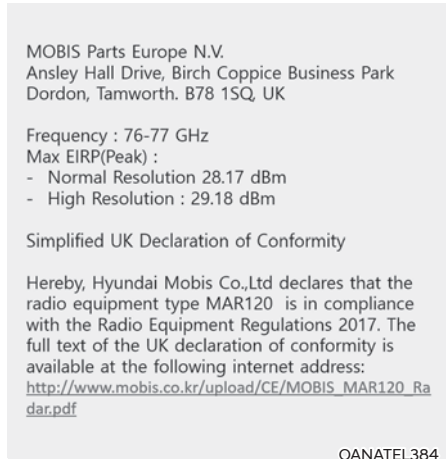 MOBIS Parts Europe N.V.
Ansley Hall Drive, Birch Coppice Business Park
Dordon, Tamworth. B78 1SQ, UK
Frequency : 76-77 GHz
Max EIRP(Peak) :
- Normal Resolution 28.17 dBm
- High Resolution : 29.18 dBm
Simplified UK Declaration of Conformity
Hereby, Hyundai Mobis Co.,Ltd declares that the
radio equipment type MAR120 is in compliance
with the Radio Equipment Regulations 2017. The
full text of the UK declaration of conformity is
available at the following internet address:
http://www.mobis.co.kr/upload/CE/MOBIS_MAR120_Ra
dar.pdf
OANATEL384